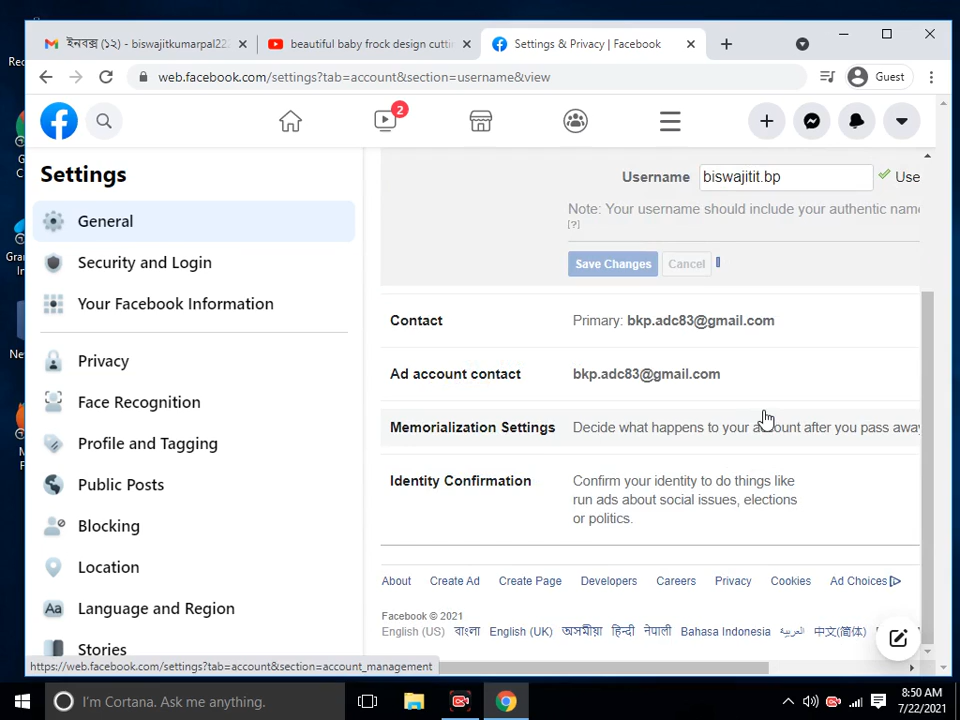 ইনবক্স (১২) - biswajitkumarpal22
beautiful baby frock design cutti
Settings & Privacy | Facebook
web.facebook.com/settings?tab=account&section=username&view
Guest
2
Settings
General
Security and Login
Your Facebook Information
Privacy
Face Recognition
Profile and Tagging
Public Posts
Blocking
Location
Aa Language and Region
Stories
Username biswajitit.bp Use
Note: Your username should include your authentic name
[?]
Save Changes Cancel
Contact Primary: bkp.adc83@gmail.com
Ad account contact bkp.adc83@gmail.com
Memorialization Settings Decide what happens to your account after you pass away
Identity Confirmation Confirm your identity to do things like
run ads about social issues, elections
or politics.
About Create Ad Create Page Developers Careers Privacy Cookies Ad Choices
Facebook © 2021
English (US) বাংলা English (UK) অসমীয়া हिन्दी नेपाली Bahasa Indonesia العربية 中文(简体)
https://web.facebook.com/settings?tab=account&section=account_management
I'm Cortana. Ask me anything.
8:50 AM
7/22/2021